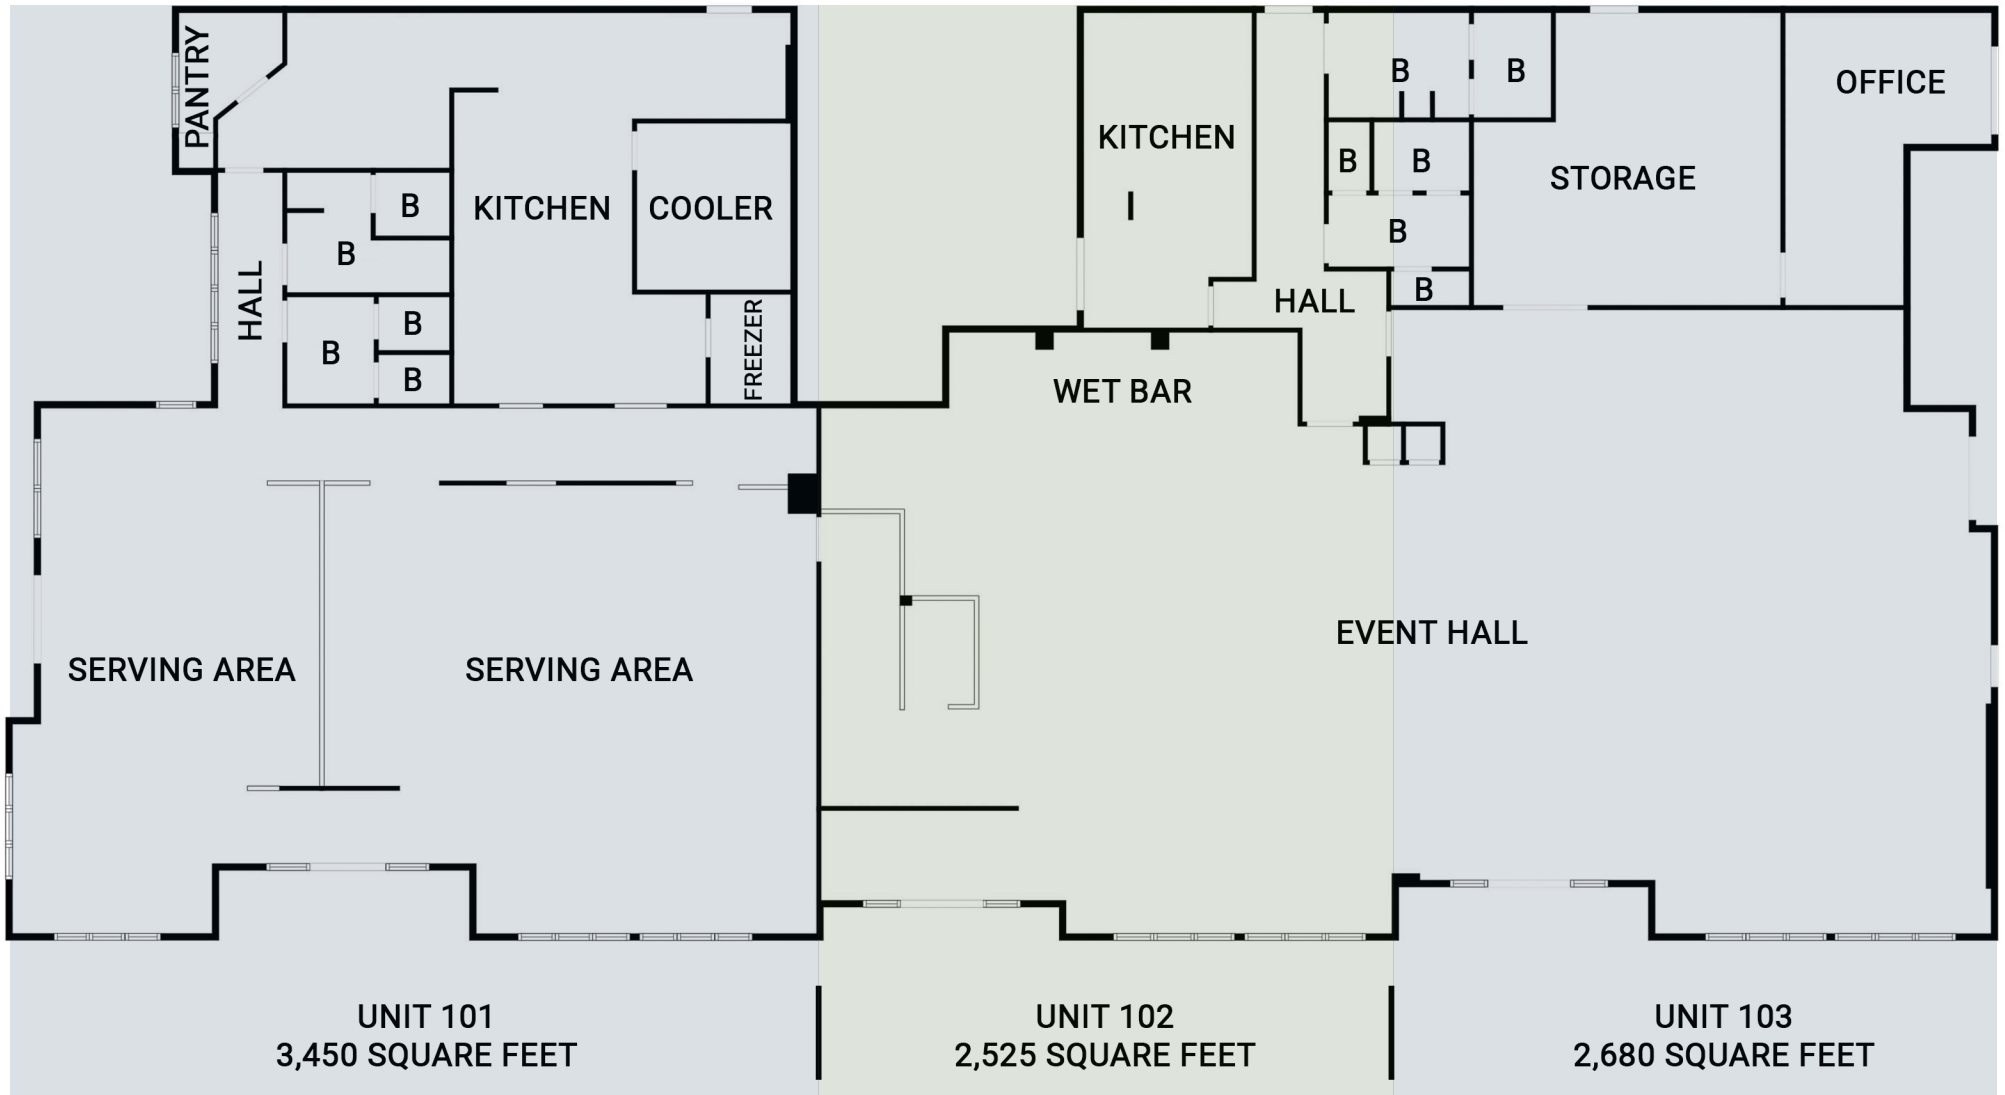 PANTRY
HALL
B
B
B
B
B
KITCHEN
COOLER
FREEZER
SERVING AREA
SERVING AREA
KITCHEN
HALL
WET BAR
B
B
B
B
B
B
STORAGE
OFFICE
EVENT HALL
UNIT 101
3,450 SQUARE FEET
UNIT 102
2,525 SQUARE FEET
UNIT 103
2,680 SQUARE FEET